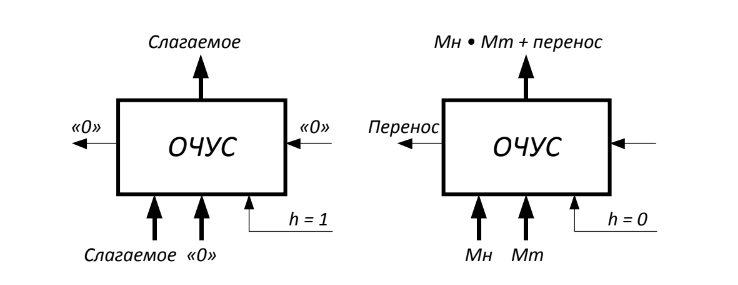 Слагаемое
«0»
ОЧУС
«0»
h = 1
Слагаемое «0»
Мн • Мт + перенос
Перенос
ОЧУС
h = 0
Мн Мт